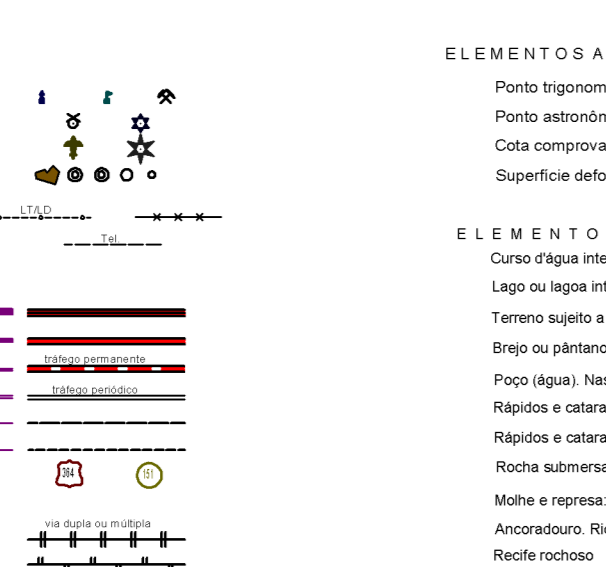 LT/LD
Tel.
tráfego permanente
tráfego periódico
364
151
via dupla ou múltipla
ELEMENTOS A
Ponto trigonom
Ponto astronôm
Cota comprova
Superfície defo
ELEMENTO
Curso d'água inte
Lago ou lagoa int
Terreno sujeito a
Brejo ou pântano
Poço (água). Nas
Rápidos e catara
Rápidos e catara
Rocha submersa
Molhe e represa:
Ancoradouro. Rio
Recife rochoso